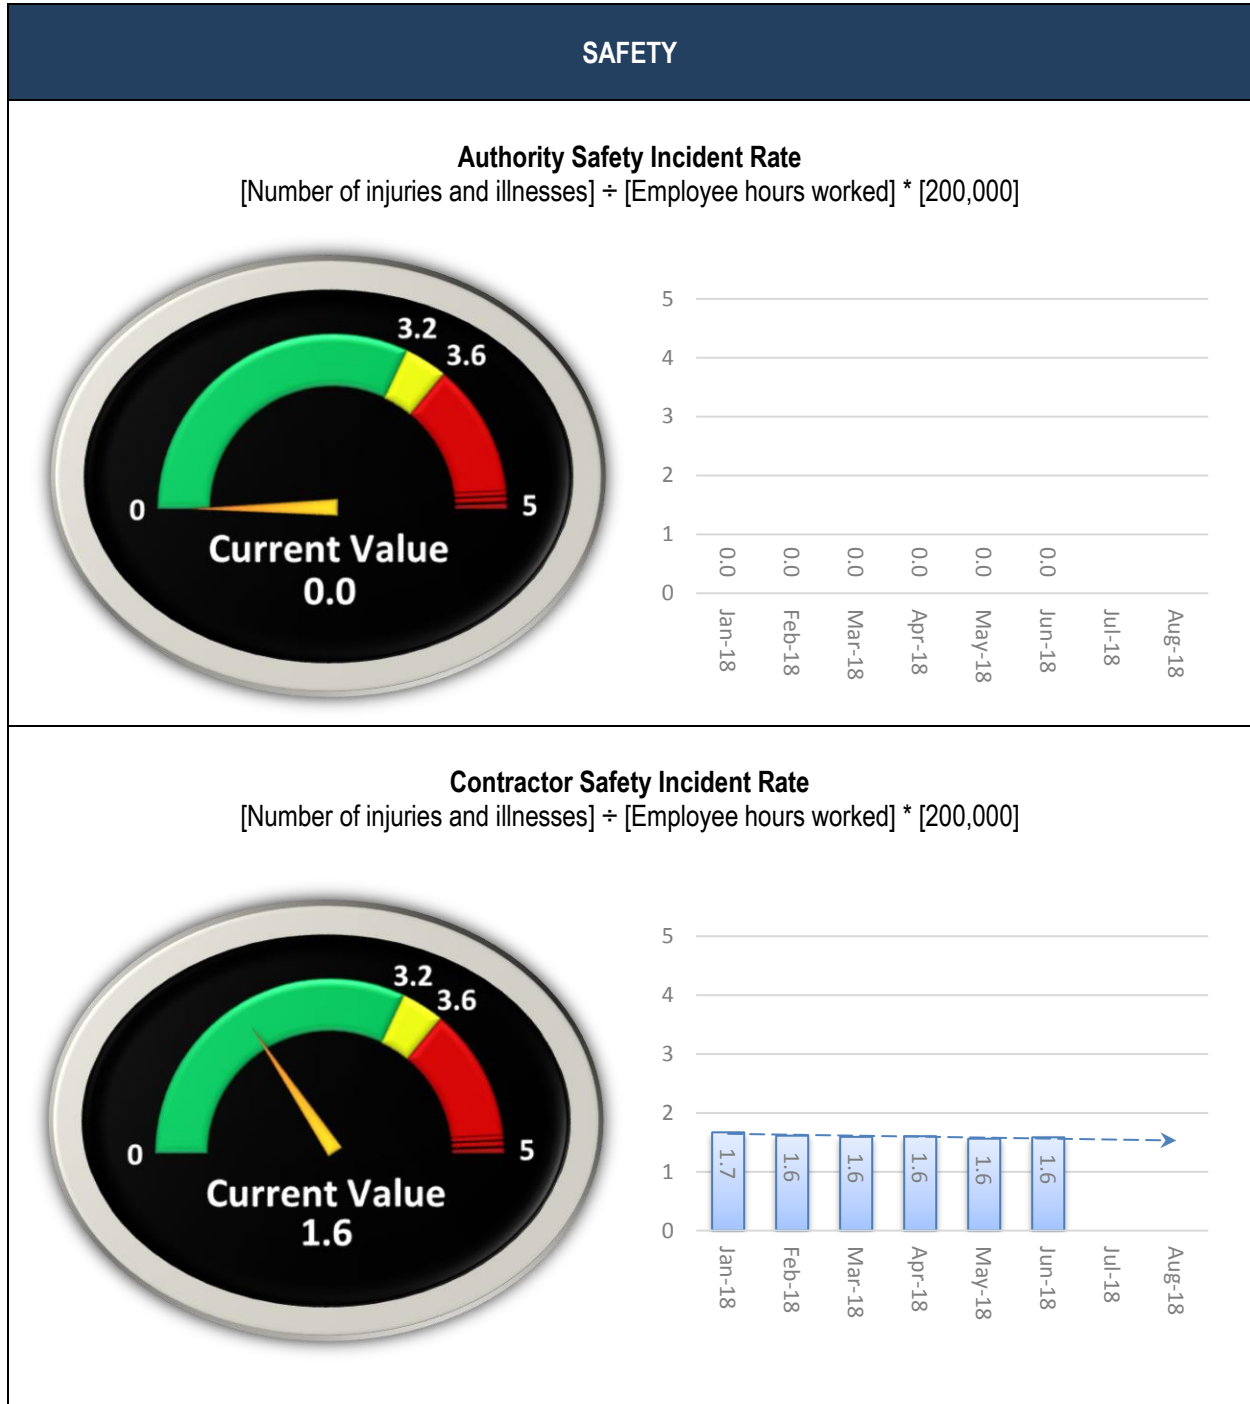 SAFETY
Authority Safety Incident Rate
[Number of injuries and illnesses] ÷ [Employee hours worked] * [200,000]
3.2
3.6
0
5
Current Value
0.0
5
4
3
2
1
0
0.0
0.0
0.0
0.0
0.0
0.0
Jan-18
Feb-18
Mar-18
Apr-18
May-18
Jun-18
Jul-18
Aug-18
Contractor Safety Incident Rate
[Number of injuries and illnesses] ÷ [Employee hours worked] * [200,000]
3.2
3.6
0
5
Current Value
1.6
5
4
3
2
1
0
1.7
1.6
1.6
1.6
1.6
1.6
Jan-18
Feb-18
Mar-18
Apr-18
May-18
Jun-18
Jul-18
Aug-18